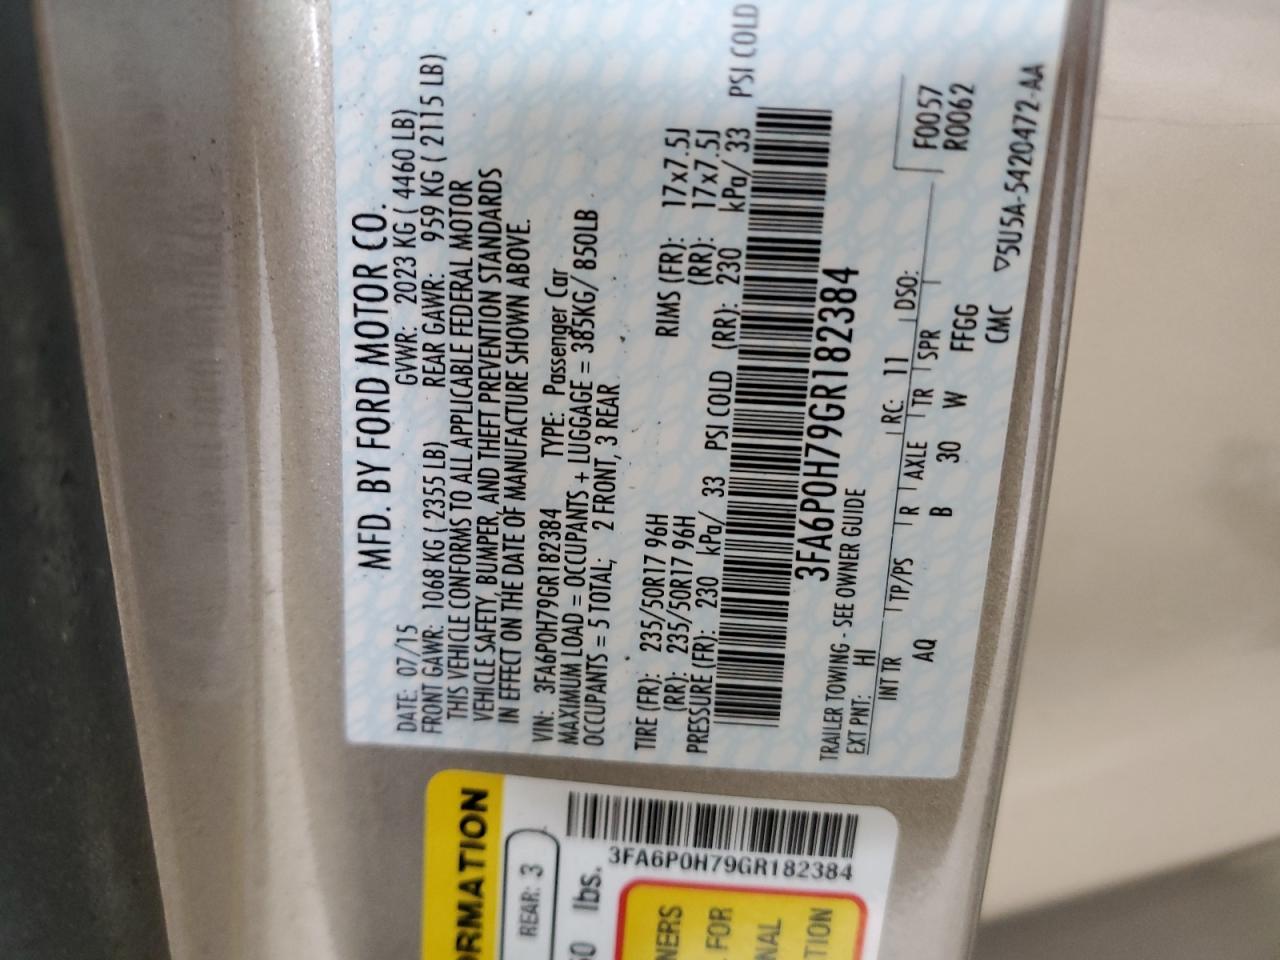 MFD. BY FORD MOTOR CO.
DATE: 07/15 GVWR: 2023 KG ( 4460 LB)
FRONT GAWR: 1068 KG ( 2355 LB) REAR GAWR: 959 KG ( 2115 LB)
THIS VEHICLE CONFORMS TO ALL APPLICABLE FEDERAL MOTOR
VEHICLE SAFETY, BUMPER, AND THEFT PREVENTION STANDARDS
IN EFFECT ON THE DATE OF MANUFACTURE SHOWN ABOVE.
VIN: 3FA6P0H79GR182384 TYPE: Passenger Car
MAXIMUM LOAD = OCCUPANTS + LUGGAGE = 385KG/ 850LB
OCCUPANTS = 5 TOTAL; 2 FRONT, 3 REAR
TIRE (FR): 235/50R17 96H RIMS (FR): 17x7.5J
(RR): 235/50R17 96H (RR): 17x7.5J
PRESSURE (FR): 230 kPa/ 33 PSI COLD (RR): 230 kPa/ 33 PSI COLD
3FA6P0H79GR182384
TRAILER TOWING - SEE OWNER GUIDE
EXT PNT: HI RC: 11 DSO: F0057
INT TR TP/PS R AXLE TR SPR R0062
AQ B 30 W FFGG
CMC ▽5U5A-5420472-AA
ORMATION
REAR: 3
lbs.
3FA6P0H79GR182384
NERS
FOR
NAL
TION